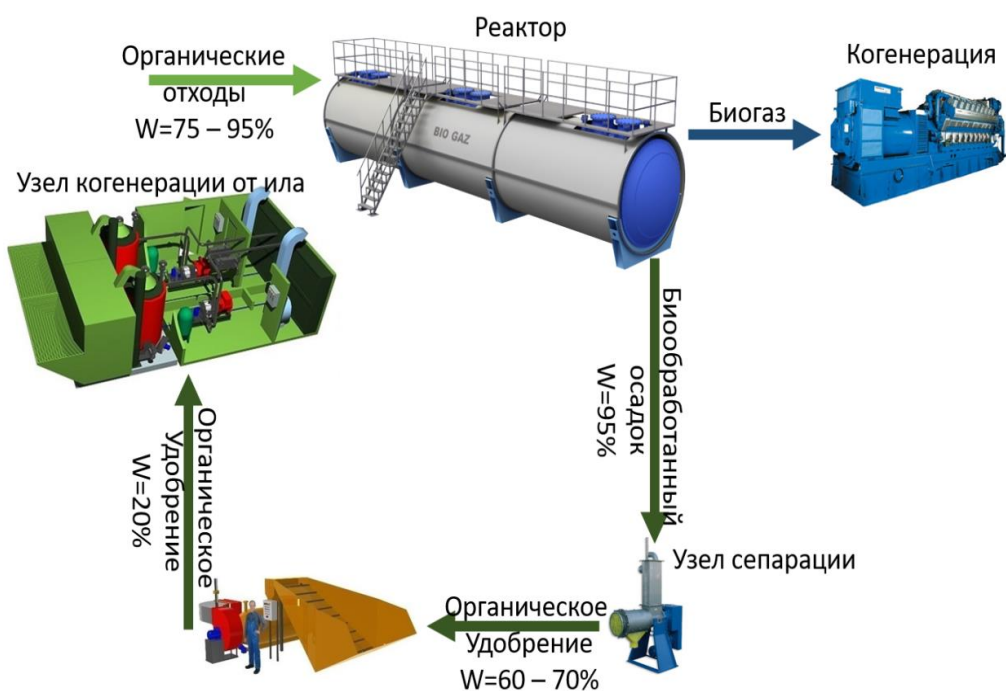 Реактор
Органические
отходы
W=75 – 95%
BIO GAZ
Биогаз
Когенерация
Узел когенерации от ила
Биообработанный
осадок
W=95%
Узел сепарации
Органическое
Удобрение
W=60 – 70%
Органическое
Удобрение
W=20%